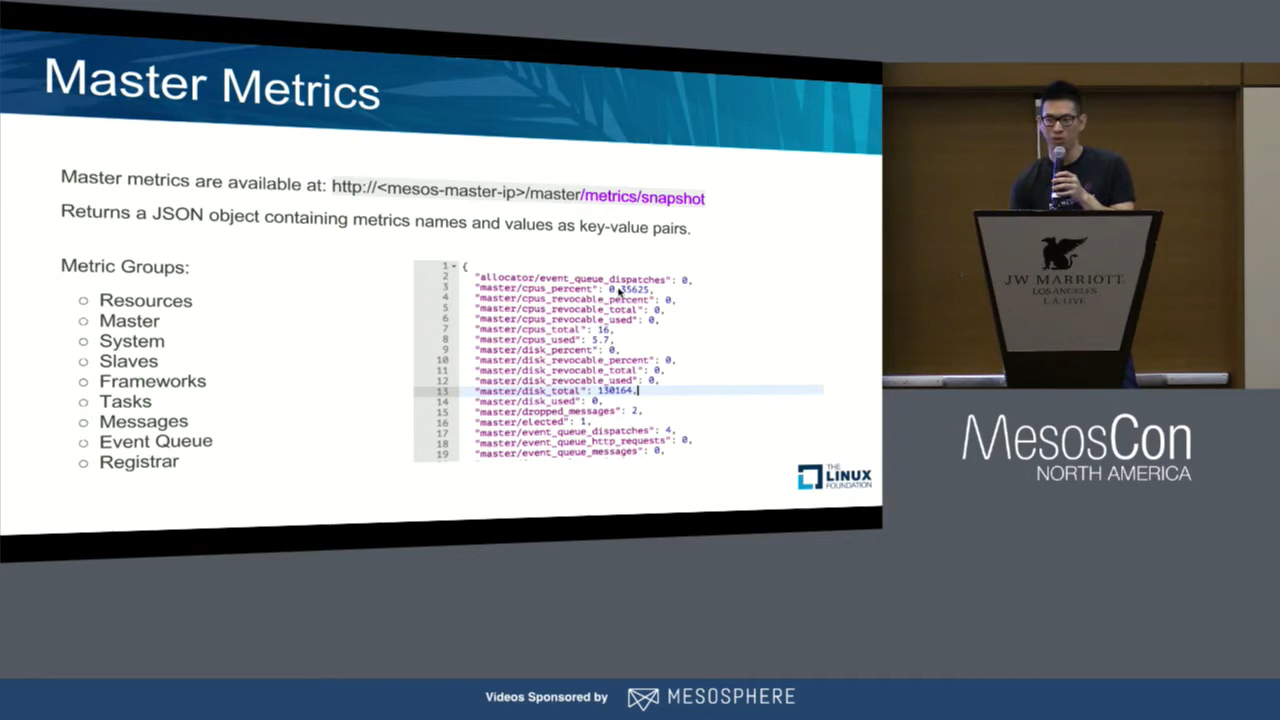 Master Metrics
Master metrics are available at: http://<mesos-master-ip>/master/metrics/snapshot
Returns a JSON object containing metrics names and values as key-value pairs.
Metric Groups:
Resources
Master
System
Slaves
Frameworks
Tasks
Messages
Event Queue
Registrar
1 {
2 "allocator/event_queue_dispatches": 0,
3 "master/cpus_percent": 0.35625,
4 "master/cpus_revocable_percent": 0,
5 "master/cpus_revocable_total": 0,
6 "master/cpus_revocable_used": 0,
7 "master/cpus_total": 16,
8 "master/cpus_used": 5.7,
9 "master/disk_percent": 0,
10 "master/disk_revocable_percent": 0,
11 "master/disk_revocable_total": 0,
12 "master/disk_revocable_used": 0,
13 "master/disk_total": 130164,
14 "master/disk_used": 0,
15 "master/dropped_messages": 2,
16 "master/elected": 1,
17 "master/event_queue_dispatches": 4,
18 "master/event_queue_http_requests": 0,
19 "master/event_queue_messages": 0,
THE
LINUX
FOUNDATION
JW MARRIOTT
LOS ANGELES
L.A. LIVE
MesosCon
NORTH AMERICA
Videos Sponsored by
MESOSPHERE